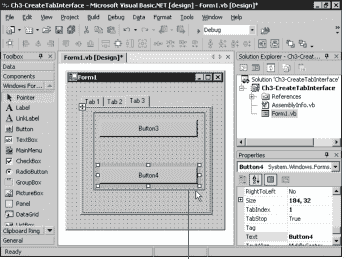 Ch3-CreateTabInterface - Microsoft Visual Basic.NET [design] - Form1.vb [Design]*
File Edit View Project Build Debug Data Format Tools Window Help
Debug
Toolbox
Data
Components
Windows For...
Pointer
Label
LinkLabel
Button
TextBox
MainMenu
CheckBox
RadioButton
GroupBox
PictureBox
Panel
DataGrid
ListBox
Clipboard Ring
General
Form1.vb [Design]*
Form1
Tab 1 Tab 2 Tab 3
Button3
Button4
Solution Explorer - Ch3-Creat...
Solution 'Ch3-CreateTabInterface'
Ch3-CreateTabInterface
References
AssemblyInfo.vb
Form1.vb
Properties
Button4 System.Windows.Forms.
RightToLeft No
Size 184, 32
TabIndex 1
TabStop True
Tag
Text Button4
Ready